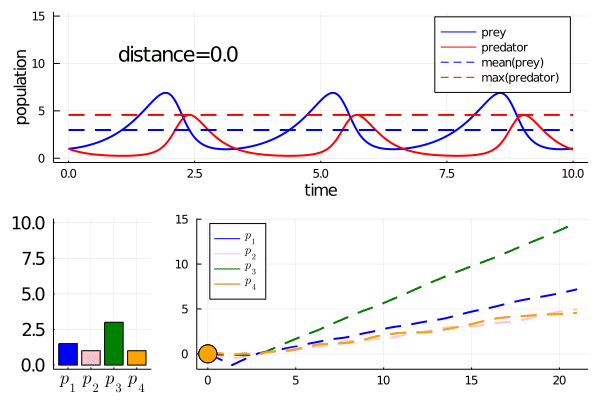 15
10
5
0
population
distance=0.0
prey
predator
mean(prey)
max(predator)
0.0 2.5 5.0 7.5 10.0
time
10.0
7.5
5.0
2.5
0.0
p₁ p₂ p₃ p₄
15
10
5
0
p₁
p₂
p₃
p₄
0 5 10 15 20